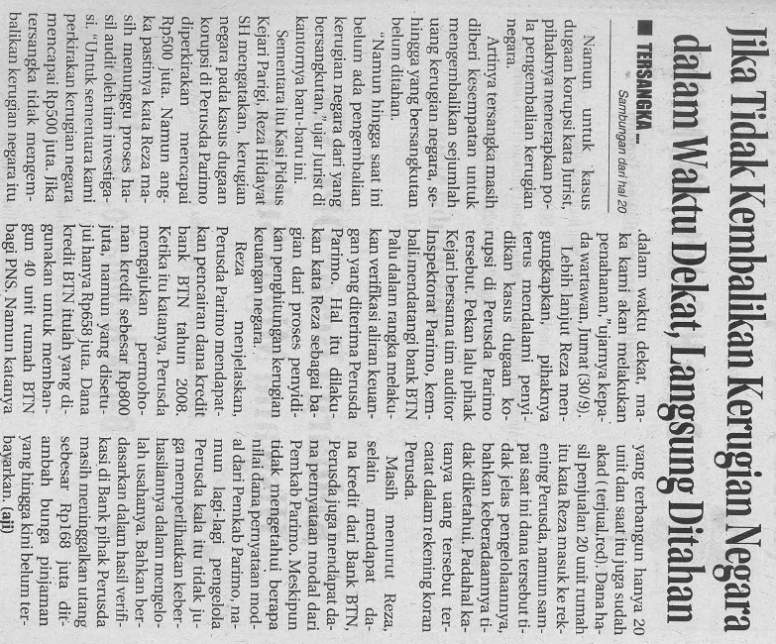 Jika Tidak Kembalikan Kerugian Negara
dalam Waktu Dekat, Langsung Ditahan
■ TERSANGKA ...
Sambungan dari hal 20
Namun untuk kasus
dugaan korupsi kata Jurist,
pihaknya menerapkan po-
la pengembalian kerugian
negara.
Artinya tersangka masih
diberi kesempatan untuk
mengembalikan sejumlah
uang kerugian negara, se-
hingga yang bersangkutan
belum ditahan.
"Namun hingga saat ini
belum ada pengembalian
kerugian negara dari yang
bersangkutan," ujar Jurist di
kantornya baru-baru ini.
Sementara itu Kasi Pidsus
Kejari Parigi, Reza Hidayat
SH mengatakan, kerugian
negara pada kasus dugaan
korupsi di Perusda Parimo
diperkirakan mencapai
Rp500 juta. Namun ang-
ka pastinya kata Reza ma-
sih menunggu proses ha-
sil audit oleh tim investiga-
si. "Untuk sementara kami
perkirakan kerugian negara
mencapai Rp500 juta. Jika
tersangka tidak mengem-
balikan kerugian negara itu
dalam waktu dekat, ma-
ka kami akan melakukan
penahanan," ujarnya kepa-
da wartawan, Jumat (30/9).
Lebih lanjut Reza men-
gungkapkan, pihaknya
terus mendalami penyi-
dikan kasus dugaan ko-
rupsi di Perusda Parimo
tersebut. Pekan lalu pihak
Kejari bersama tim auditor
Inspektorat Parimo, kem-
bali mendatangi bank BTN
Palu dalam rangka melaku-
kan verifikasi aliran keuan-
gan yang diterima Perusda
Parimo. Hal itu dilaku-
kan kata Reza sebagai ba-
gian dari proses penyidi-
kan penghitungan kerugian
keuangan negara.
Reza menjelaskan,
Perusda Parimo mendapat-
kan pencairan dana kredit
bank BTN tahun 2008.
Ketika itu katanya, Perusda
mengajukan permoho-
nan kredit sebesar Rp800
juta, namun yang disetu-
jui hanya Rp658 juta. Dana
kredit BTN itulah yang di-
gunakan untuk memban-
gun 40 unit rumah BTN
bagi PNS. Namun katanya
yang terbangun hanya 20
unit dan saat itu juga sudah
akad (terjual,red). Dana ha
sil penjualan 20 unit rumah
itu kata Reza masuk ke rek-
ening Perusda, namun sam-
pai saat ini dana tersebut ti-
dak jelas pengelolaannya,
bahkan keberadaannya ti-
dak diketahui. Padahal ka-
tanya uang tersebut ter-
catat dalam rekening koran
Perusda.
Masih menurut Reza,
selain mendapat da-
na kredit dari Bank BTN,
Perusda juga mendapat da-
na pernyataan modal dari
Pemkab Parimo. Meskipun
tidak mengetahui berapa
nilai dana pernyataan mod-
al dari Pemkab Parimo, na-
mun lagi-lagi pengelola
Perusda kala itu tidak ju-
ga memperlihatkan keber-
hasilannya dalam mengelo-
lah usahanya. Bahkan ber-
dasarkan dalam hasil verifi-
kasi di Bank pihak Perusda
masih meninggalkan utang
sebesar Rp168 juta dit-
ambah bunga pinjaman
yang hingga kini belum ter-
bayarkan. (aji)